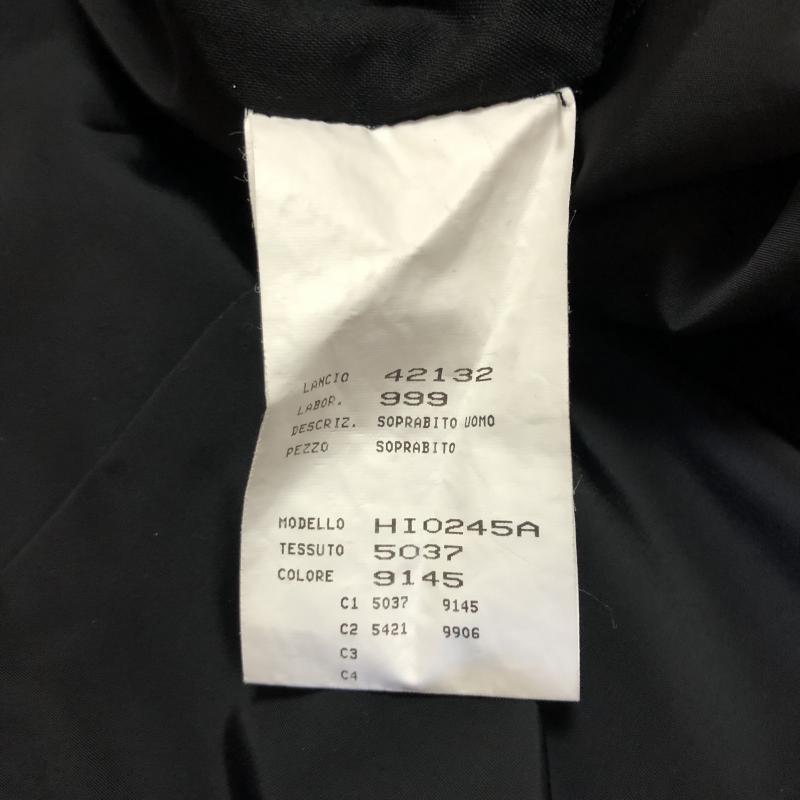 LANCIO 42132
LABOR. 999
DESCRIZ. SOPRABITO UOMO
PEZZO SOPRABITO
MODELLO HI0245A
TESSUTO 5037
COLORE 9145
C1 5037 9145
C2 5421 9906
C3
C4